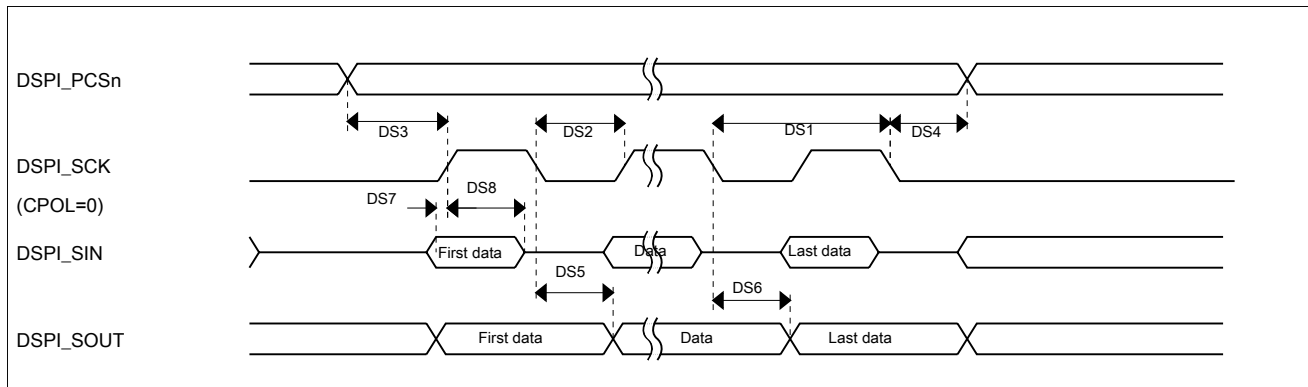 DSPI_PCSn
DS3
DS2
DS1
DS4
DSPI_SCK
(CPOL=0)
DS7
DS8
DSPI_SIN
First data
Data
Last data
DS5
DS6
DSPI_SOUT
First data
Data
Last data